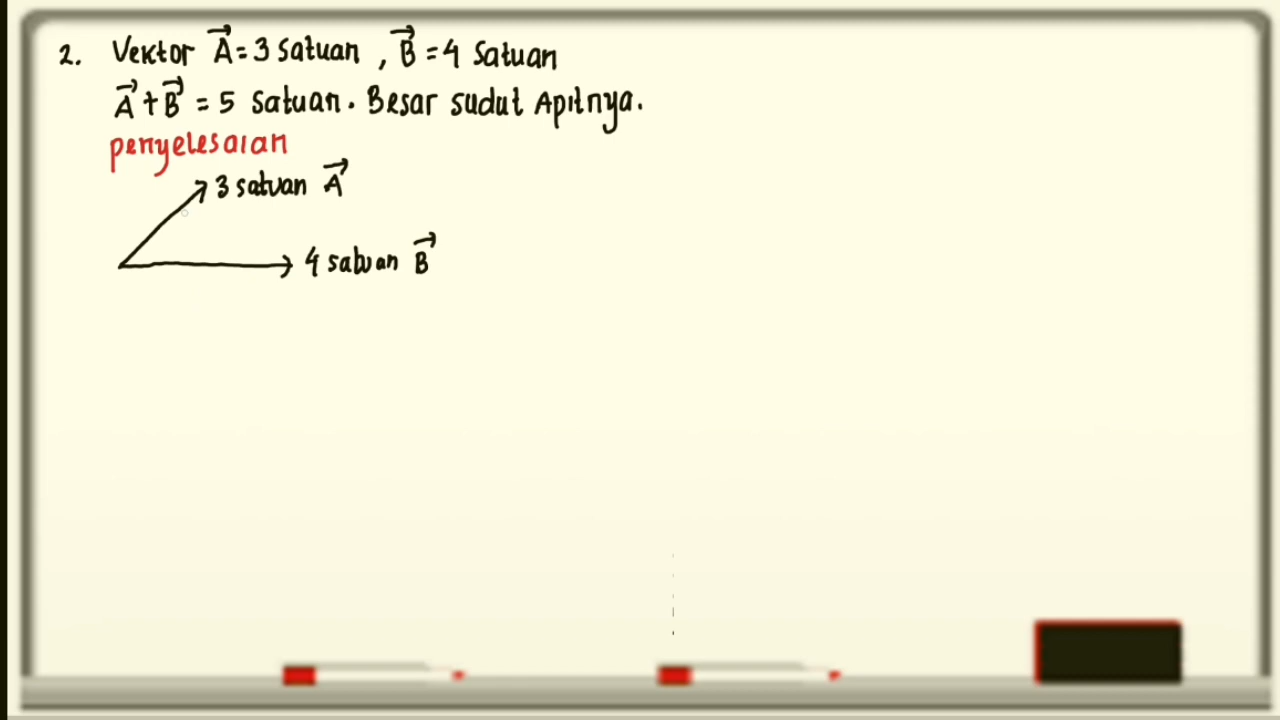 2. Vektor A = 3 Satuan , B = 4 Satuan
A + B = 5 Satuan. Besar sudut Apitnya.
penyelesaian
3 satuan A
4 satuan B